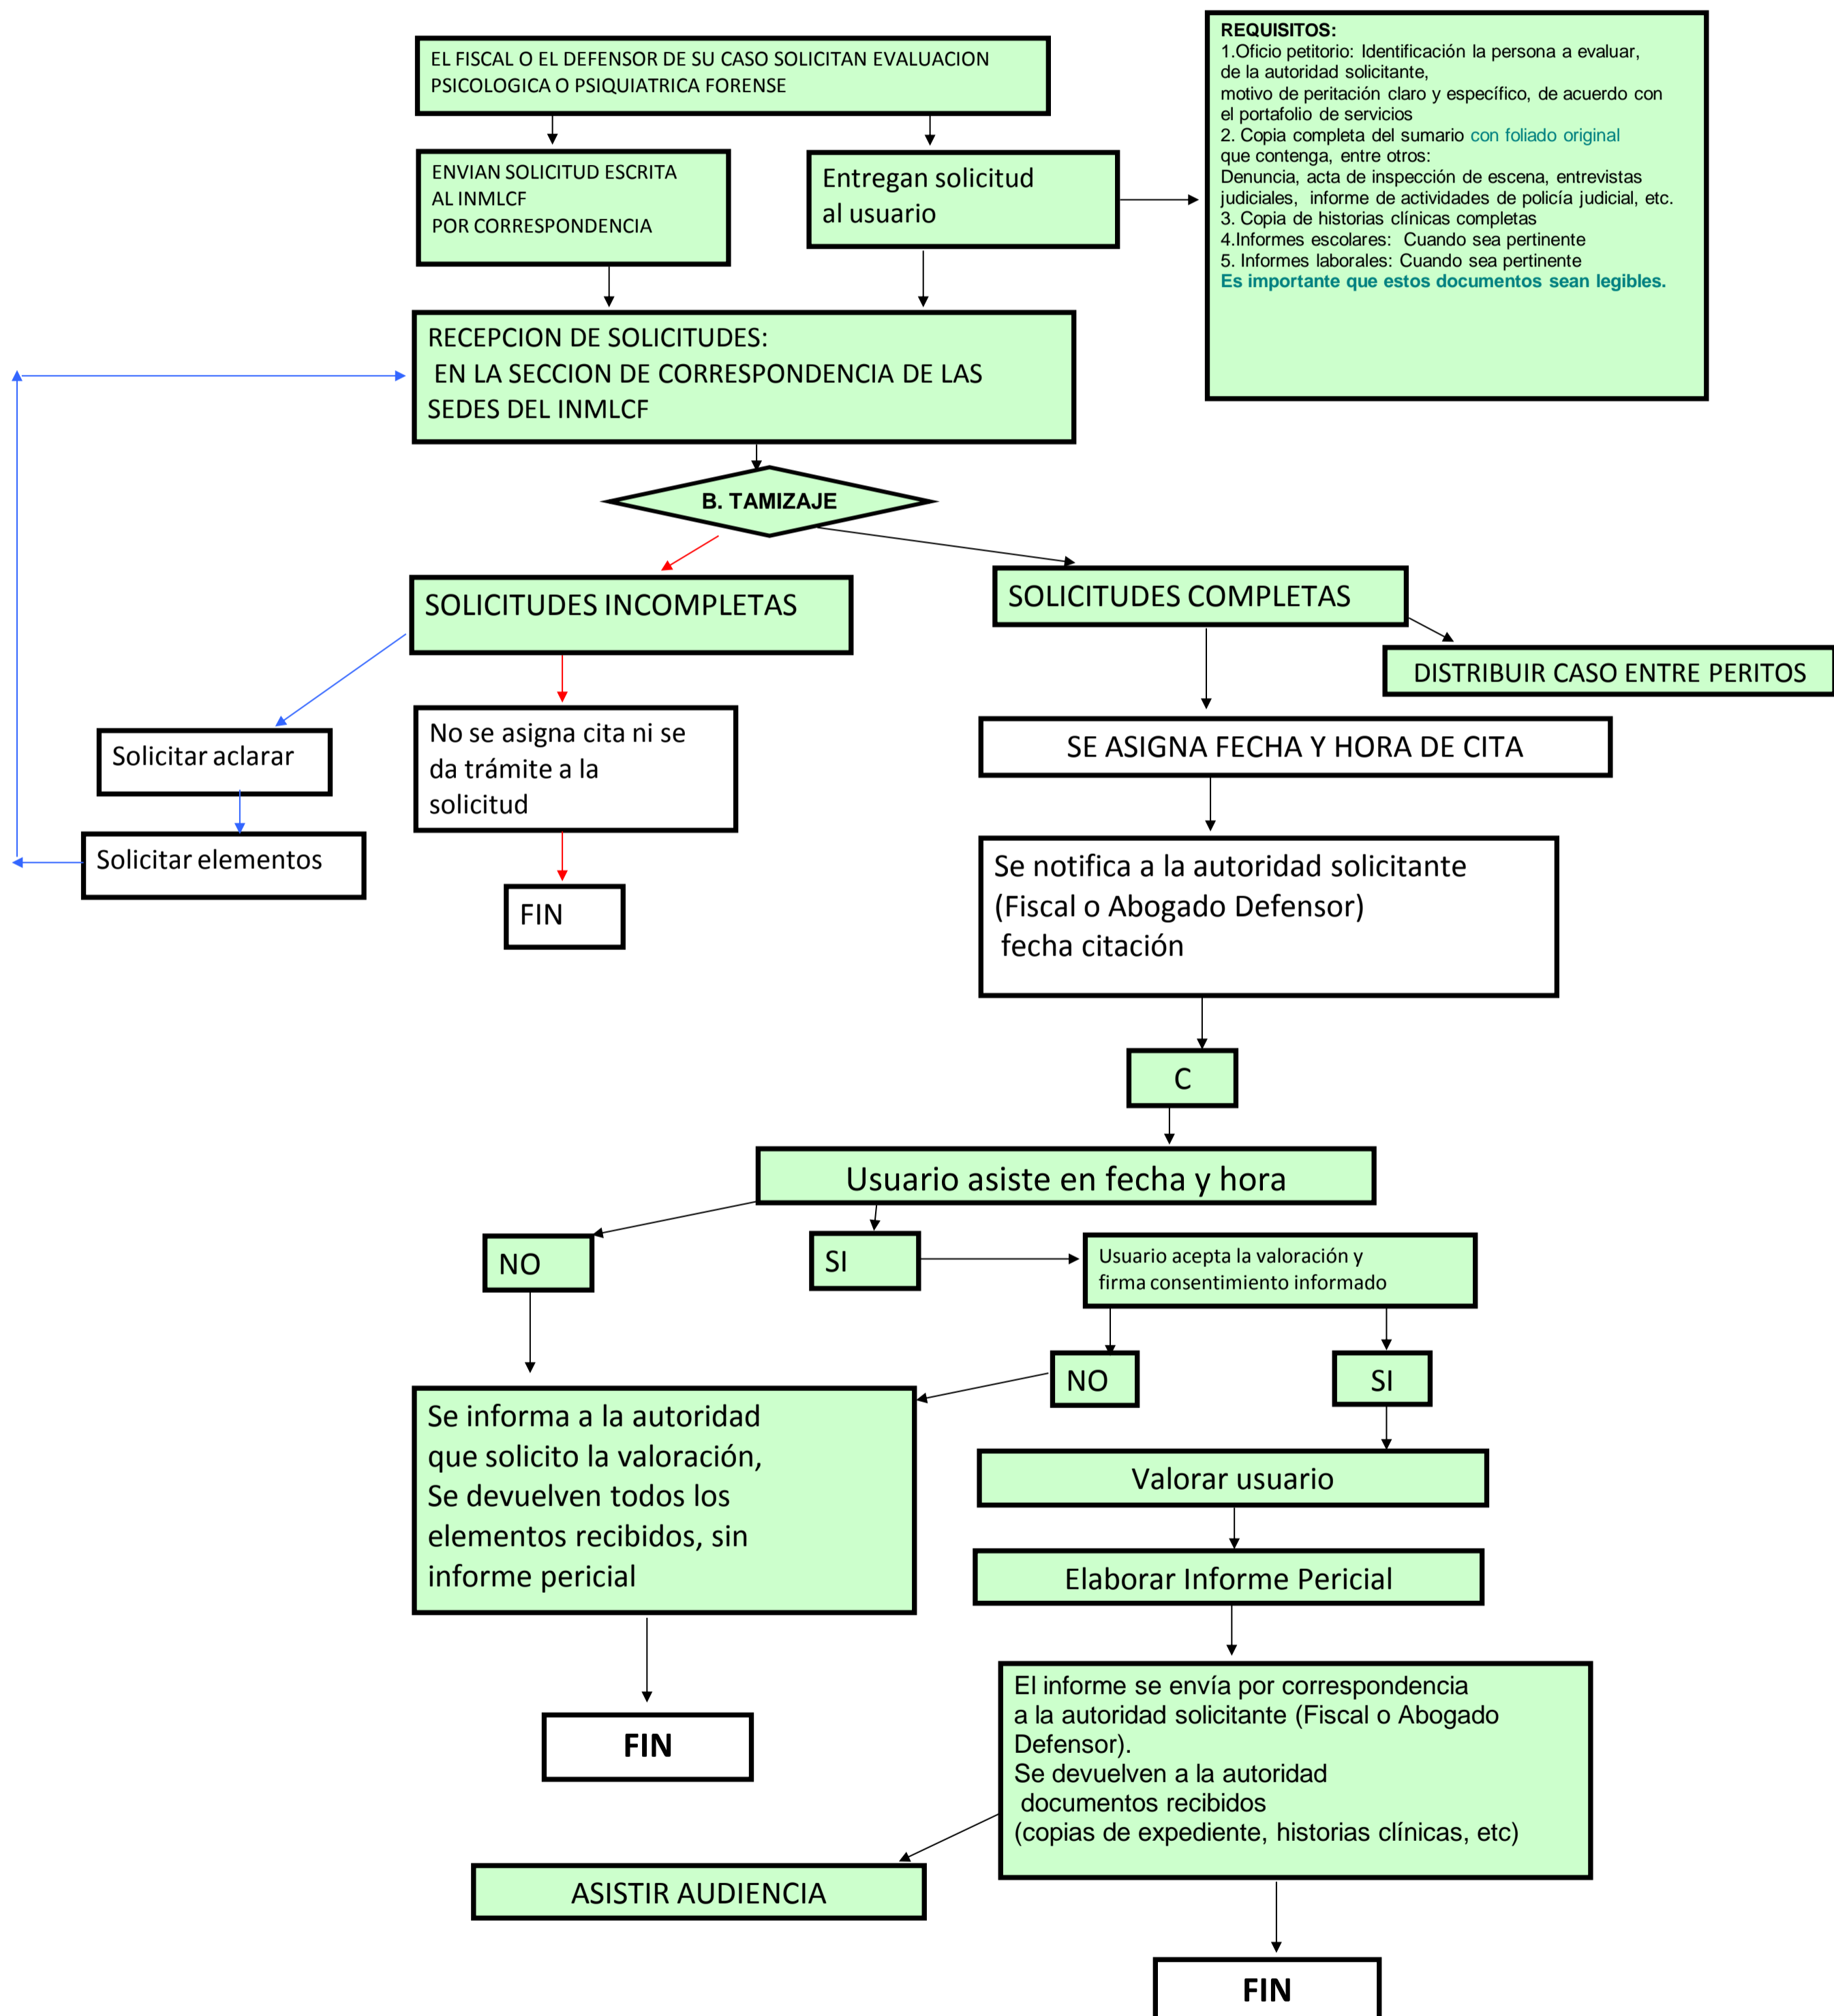 EL FISCAL O EL DEFENSOR DE SU CASO SOLICITAN EVALUACION
PSICOLOGICA O PSIQUIATRICA FORENSE
REQUISITOS:
1.Oficio petitorio: Identificación la persona a evaluar,
de la autoridad solicitante,
motivo de peritación claro y específico, de acuerdo con
el portafolio de servicios
2. Copia completa del sumario con foliado original
que contenga, entre otros:
Denuncia, acta de inspección de escena, entrevistas
judiciales, informe de actividades de policía judicial, etc.
3. Copia de historias clínicas completas
4.Informes escolares: Cuando sea pertinente
5. Informes laborales: Cuando sea pertinente
Es importante que estos documentos sean legibles.
ENVIAN SOLICITUD ESCRITA
AL INMLCF
POR CORRESPONDENCIA
Entregan solicitud
al usuario
RECEPCION DE SOLICITUDES:
EN LA SECCION DE CORRESPONDENCIA DE LAS
SEDES DEL INMLCF
B. TAMIZAJE
SOLICITUDES INCOMPLETAS
SOLICITUDES COMPLETAS
DISTRIBUIR CASO ENTRE PERITOS
Solicitar aclarar
No se asigna cita ni se
da trámite a la
solicitud
SE ASIGNA FECHA Y HORA DE CITA
Solicitar elementos
FIN
Se notifica a la autoridad solicitante
(Fiscal o Abogado Defensor)
fecha citación
C
Usuario asiste en fecha y hora
NO
SI
Usuario acepta la valoración y
firma consentimiento informado
NO
SI
Se informa a la autoridad
que solicito la valoración,
Se devuelven todos los
elementos recibidos, sin
informe pericial
Valorar usuario
Elaborar Informe Pericial
FIN
El informe se envía por correspondencia
a la autoridad solicitante (Fiscal o Abogado
Defensor).
Se devuelven a la autoridad
documentos recibidos
(copias de expediente, historias clínicas, etc)
ASISTIR AUDIENCIA
FIN